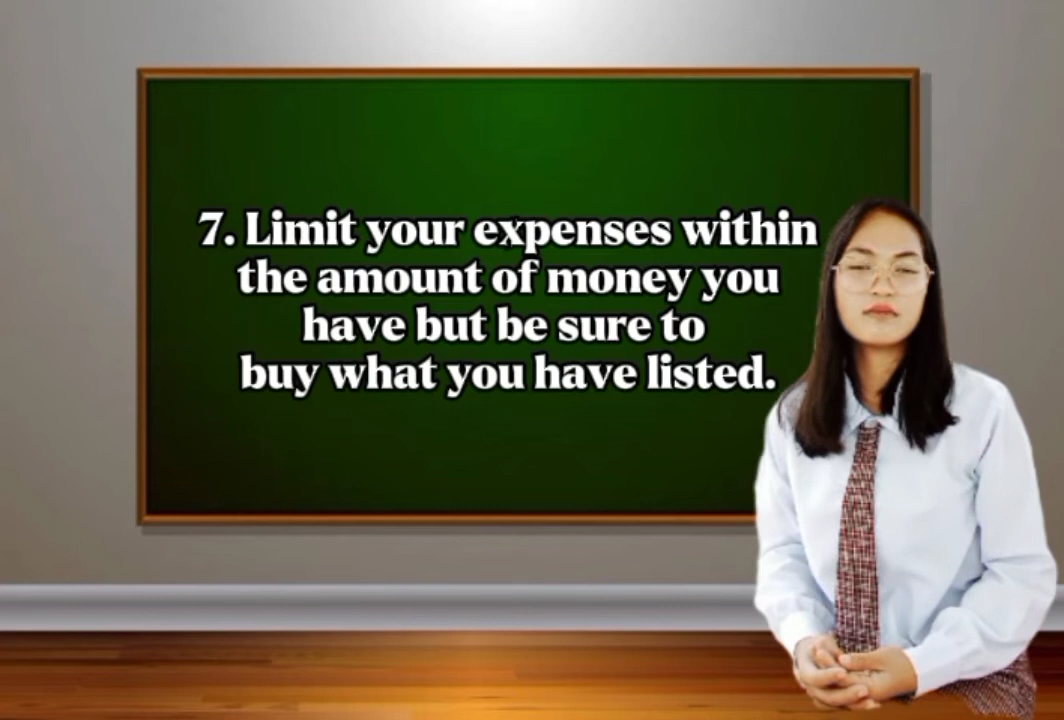 7. Limit your expenses within
the amount of money you
have but be sure to
buy what you have listed.